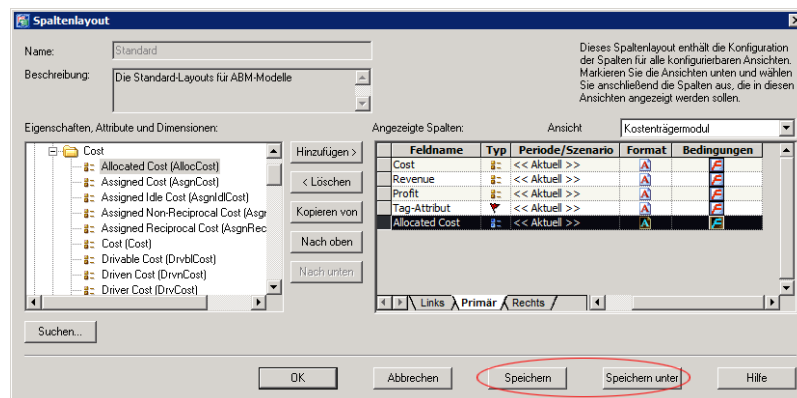 Spaltenlayout
Name:
Standard
Beschreibung:
Die Standard-Layouts für ABM-Modelle
Dieses Spaltenlayout enthält die Konfiguration
der Spalten für alle konfigurierbaren Ansichten.
Markieren Sie die Ansichten unten und wählen
Sie anschließend die Spalten aus, die in diesen
Ansichten angezeigt werden sollen.
Eigenschaften, Attribute und Dimensionen:
Angezeigte Spalten:
Ansicht
Kostenträgermodul
Cost
Allocated Cost (AllocCost)
Assigned Cost (AsgnCost)
Assigned Idle Cost (AsgnIdlCost)
Assigned Non-Reciprocal Cost (Asgr
Assigned Reciprocal Cost (AsgnRec
Cost (Cost)
Drivable Cost (DrvblCost)
Driven Cost (DrvnCost)
Driver Cost (DrvCost)
Hinzufügen >
< Löschen
Kopieren von
Nach oben
Nach unten
Feldname Typ Periode/Szenario Format Bedingungen
Cost << Aktuell >>
Revenue << Aktuell >>
Profit << Aktuell >>
Tag-Attribut << Aktuell >>
Allocated Cost << Aktuell >>
Links Primär Rechts
Suchen...
OK
Abbrechen
Speichern
Speichern unter
Hilfe